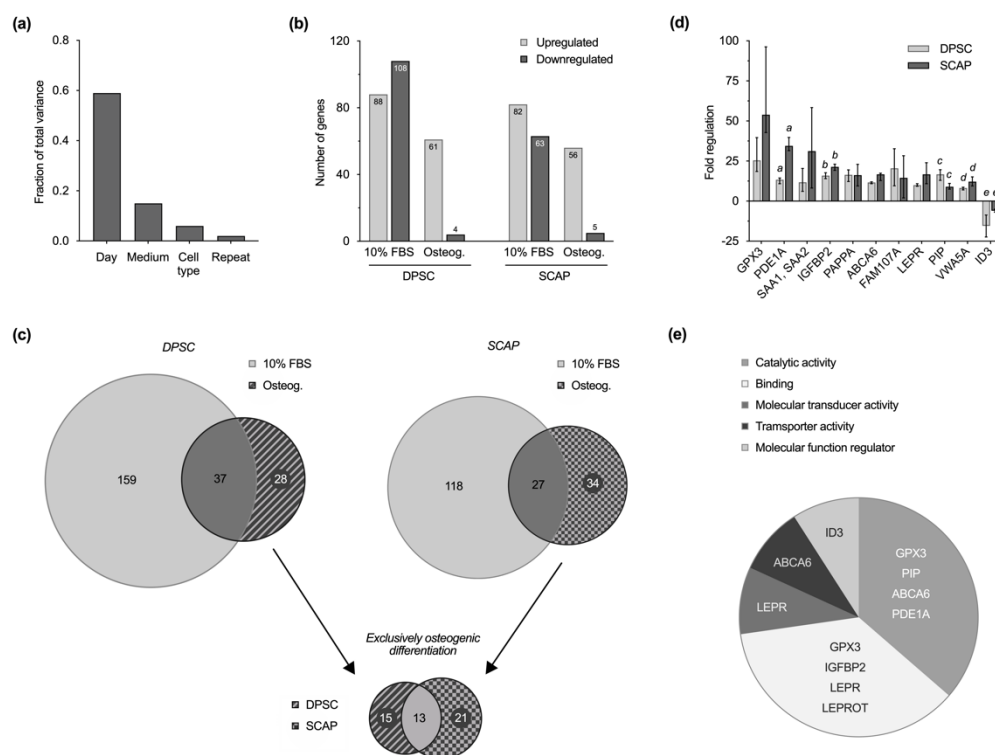 (a)
0.8
0.6
0.4
0.2
0.0
Fraction of total variance
Day
Medium
Cell
type
Repeat
(b)
120
90
60
30
0
Number of genes
Upregulated
Downregulated
88
108
61
4
82
63
56
5
10% FBS
Osteog.
10% FBS
Osteog.
DPSC
SCAP
(d)
100
75
50
25
0
-25
Fold regulation
DPSC
SCAP
a
a
b
b
c
c
d
d
e
e
GPX3
PDE1A
SAA1, SAA2
IGFBP2
PAPPA
ABCA6
FAM107A
LEPR
PIP
VWA5A
ID3
(c)
DPSC
10% FBS
Osteog.
159
37
28
SCAP
10% FBS
Osteog.
118
27
34
Exclusively osteogenic
differentiation
DPSC
SCAP
15
13
21
(e)
Catalytic activity
Binding
Molecular transducer activity
Transporter activity
Molecular function regulator
ID3
ABCA6
LEPR
GPX3
PIP
ABCA6
PDE1A
GPX3
IGFBP2
LEPR
LEPROT